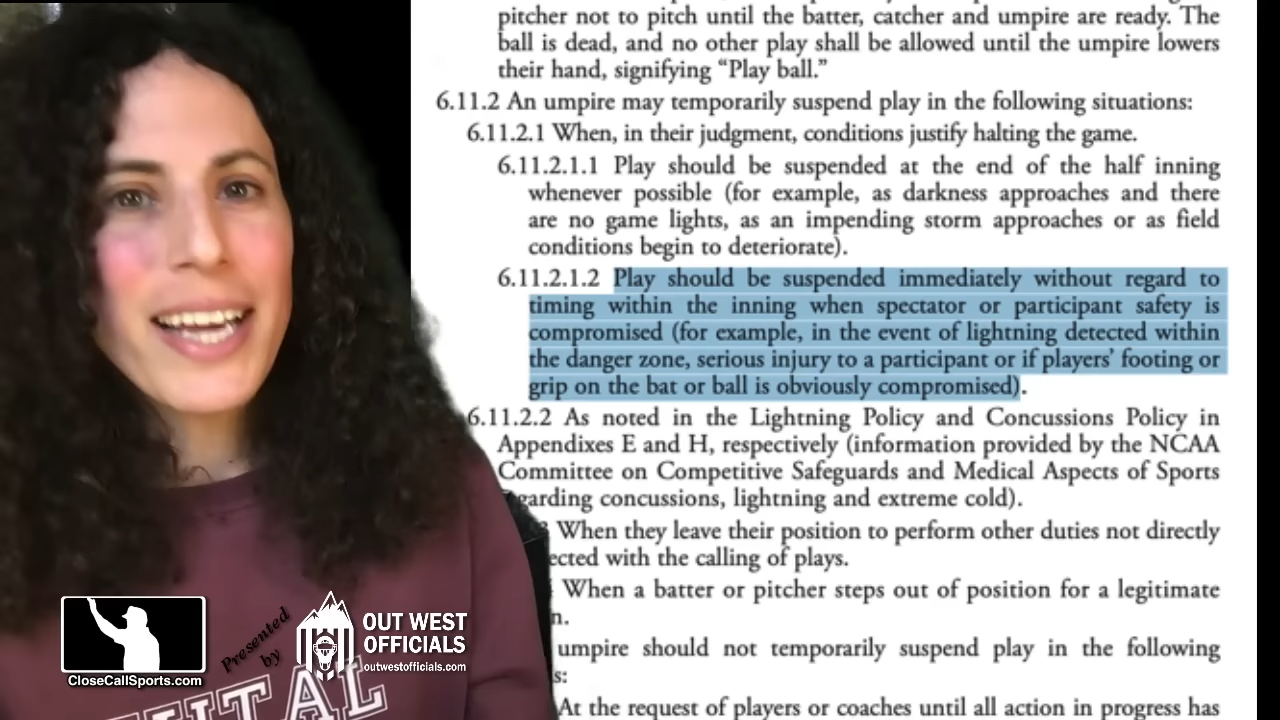 pitcher not to pitch until the batter, catcher and umpire are ready. The
ball is dead, and no other play shall be allowed until the umpire lowers
their hand, signifying “Play ball.”
6.11.2 An umpire may temporarily suspend play in the following situations:
6.11.2.1 When, in their judgment, conditions justify halting the game.
6.11.2.1.1 Play should be suspended at the end of the half inning
whenever possible (for example, as darkness approaches and there
are no game lights, as an impending storm approaches or as field
conditions begin to deteriorate).
6.11.2.1.2 Play should be suspended immediately without regard to
timing within the inning when spectator or participant safety is
compromised (for example, in the event of lightning detected within
the danger zone, serious injury to a participant or if players’ footing or
grip on the bat or ball is obviously compromised).
6.11.2.2 As noted in the Lightning Policy and Concussions Policy in
Appendixes E and H, respectively (information provided by the NCAA
Committee on Competitive Safeguards and Medical Aspects of Sports
garding concussions, lightning and extreme cold).
When they leave their position to perform other duties not directly
ected with the calling of plays.
When a batter or pitcher steps out of position for a legitimate
n.
umpire should not temporarily suspend play in the following
s:
At the request of players or coaches until all action in progress has
CloseCallSports.com
Presented
by
OUT WEST
OFFICIALS
outwestofficials.com